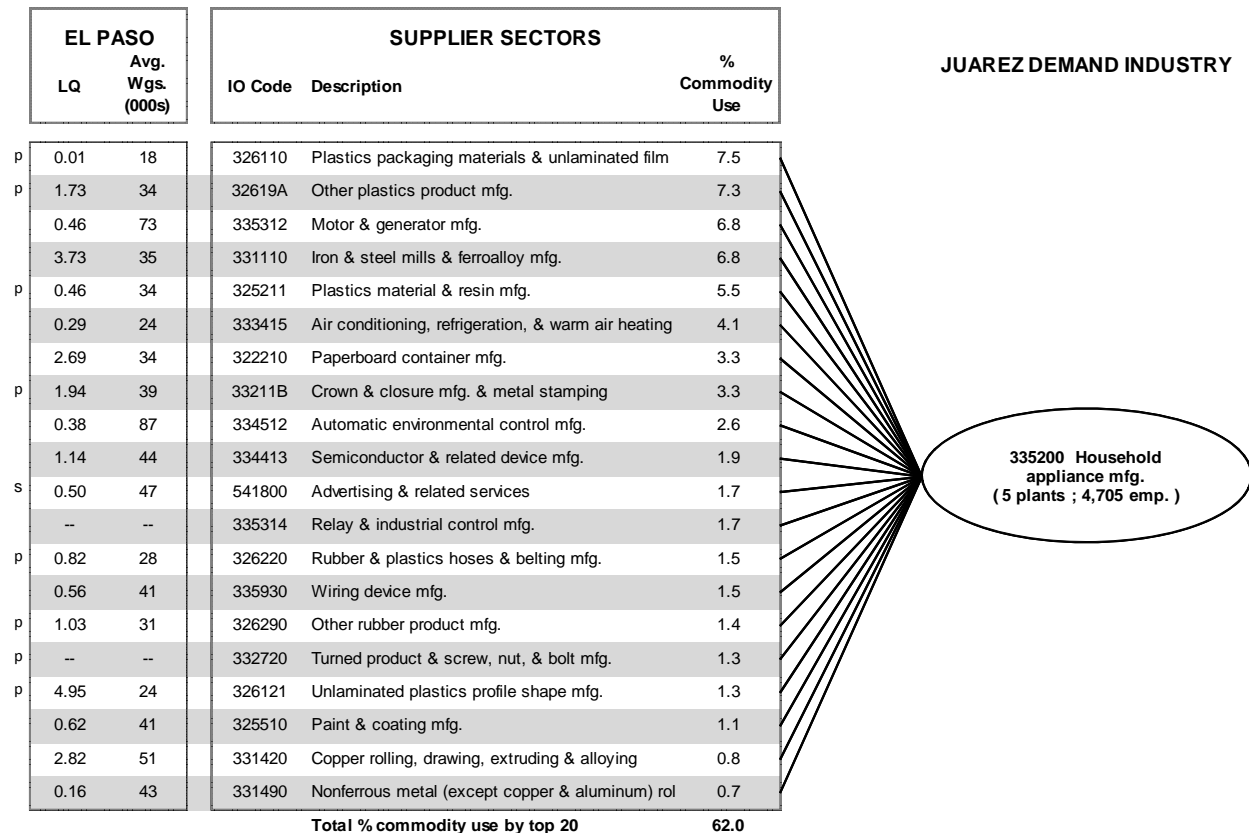 EL PASO
SUPPLIER SECTORS
JUAREZ DEMAND INDUSTRY
LQ Avg. Wgs. (000s) IO Code Description % Commodity Use
p 0.01 18 326110 Plastics packaging materials & unlaminated film 7.5
p 1.73 34 32619A Other plastics product mfg. 7.3
0.46 73 335312 Motor & generator mfg. 6.8
3.73 35 331110 Iron & steel mills & ferroalloy mfg. 6.8
p 0.46 34 325211 Plastics material & resin mfg. 5.5
0.29 24 333415 Air conditioning, refrigeration, & warm air heating 4.1
2.69 34 322210 Paperboard container mfg. 3.3
p 1.94 39 33211B Crown & closure mfg. & metal stamping 3.3
0.38 87 334512 Automatic environmental control mfg. 2.6
1.14 44 334413 Semiconductor & related device mfg. 1.9
s 0.50 47 541800 Advertising & related services 1.7
-- -- 335314 Relay & industrial control mfg. 1.7
p 0.82 28 326220 Rubber & plastics hoses & belting mfg. 1.5
0.56 41 335930 Wiring device mfg. 1.5
p 1.03 31 326290 Other rubber product mfg. 1.4
p -- -- 332720 Turned product & screw, nut, & bolt mfg. 1.3
p 4.95 24 326121 Unlaminated plastics profile shape mfg. 1.3
0.62 41 325510 Paint & coating mfg. 1.1
2.82 51 331420 Copper rolling, drawing, extruding & alloying 0.8
0.16 43 331490 Nonferrous metal (except copper & aluminum) rol 0.7
Total % commodity use by top 20 62.0
335200 Household
appliance mfg.
( 5 plants ; 4,705 emp. )